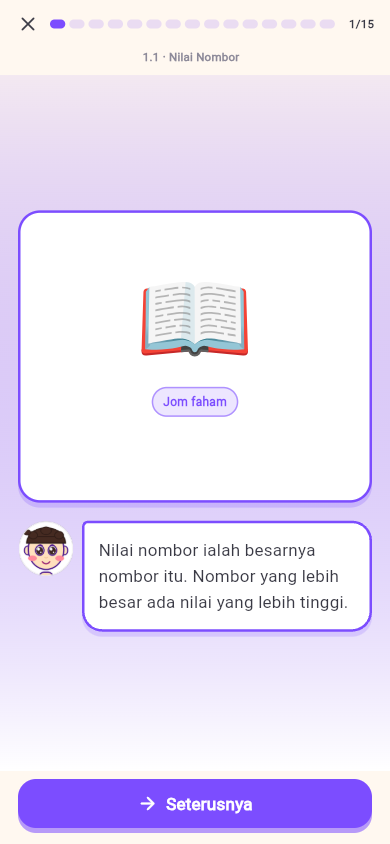 1/15
1.1 · Nilai Nombor
Jom faham
Nilai nombor ialah besarnya
nombor itu. Nombor yang lebih
besar ada nilai yang lebih tinggi.
Seterusnya